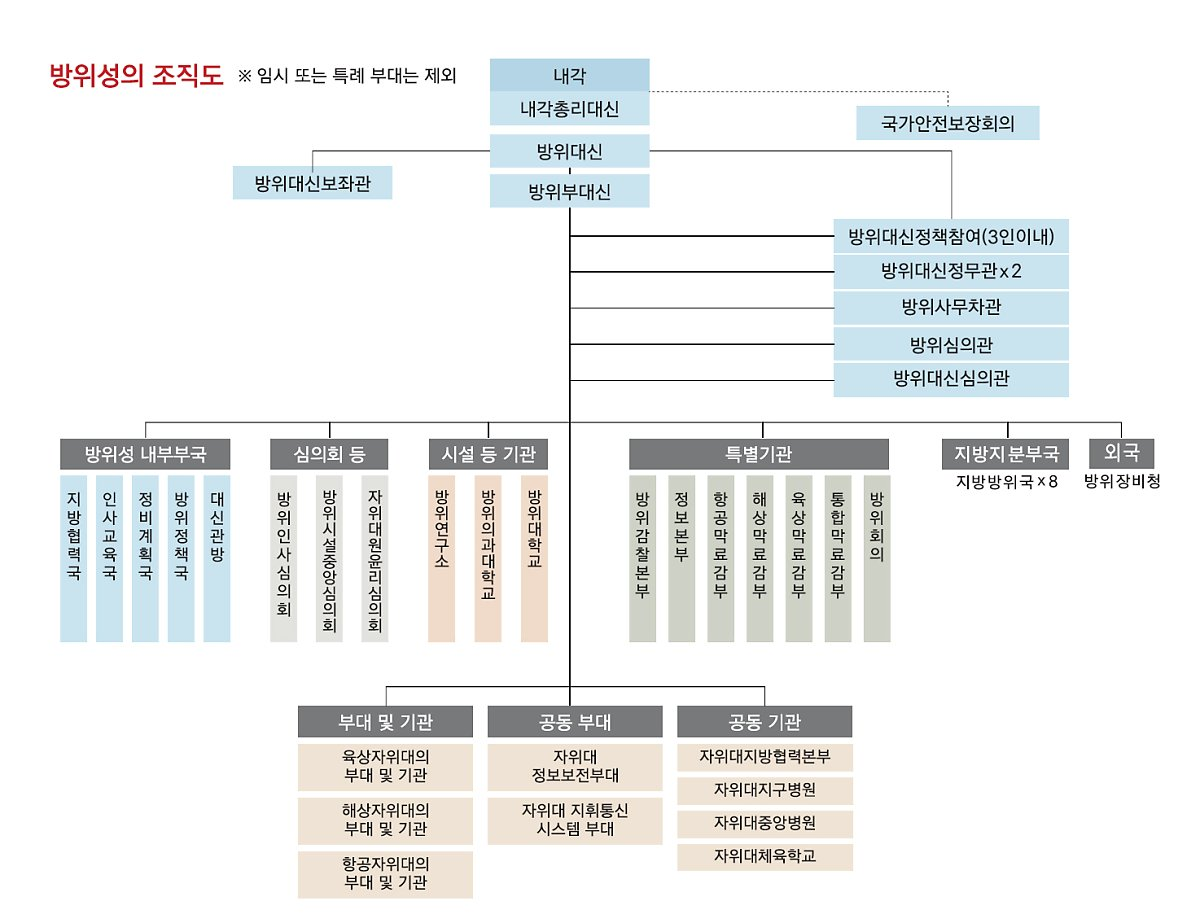 방위성의 조직도 ※ 임시 또는 특례 부대는 제외
내각
내각총리대신
국가안전보장회의
방위대신
방위대신보좌관
방위부대신
방위대신정책참여(3인이내)
방위대신정무관x2
방위사무차관
방위심의관
방위대신심의관
방위성 내부부국
지방협력국
인사교육국
정비계획국
방위정책국
대신관방
심의회 등
방위인사심의회
방위시설중앙심의회
자위대원윤리심의회
시설 등 기관
방위연구소
방위의과대학교
방위대학교
특별기관
방위감찰본부
정보본부
항공막료감부
해상막료감부
육상막료감부
통합막료감부
방위회의
지방지분부국
지방방위국x8
외국
방위장비청
부대 및 기관
육상자위대의
부대 및 기관
해상자위대의
부대 및 기관
항공자위대의
부대 및 기관
공동 부대
자위대
정보보전부대
자위대 지휘통신
시스템 부대
공동 기관
자위대지방협력본부
자위대지구병원
자위대중앙병원
자위대체육학교